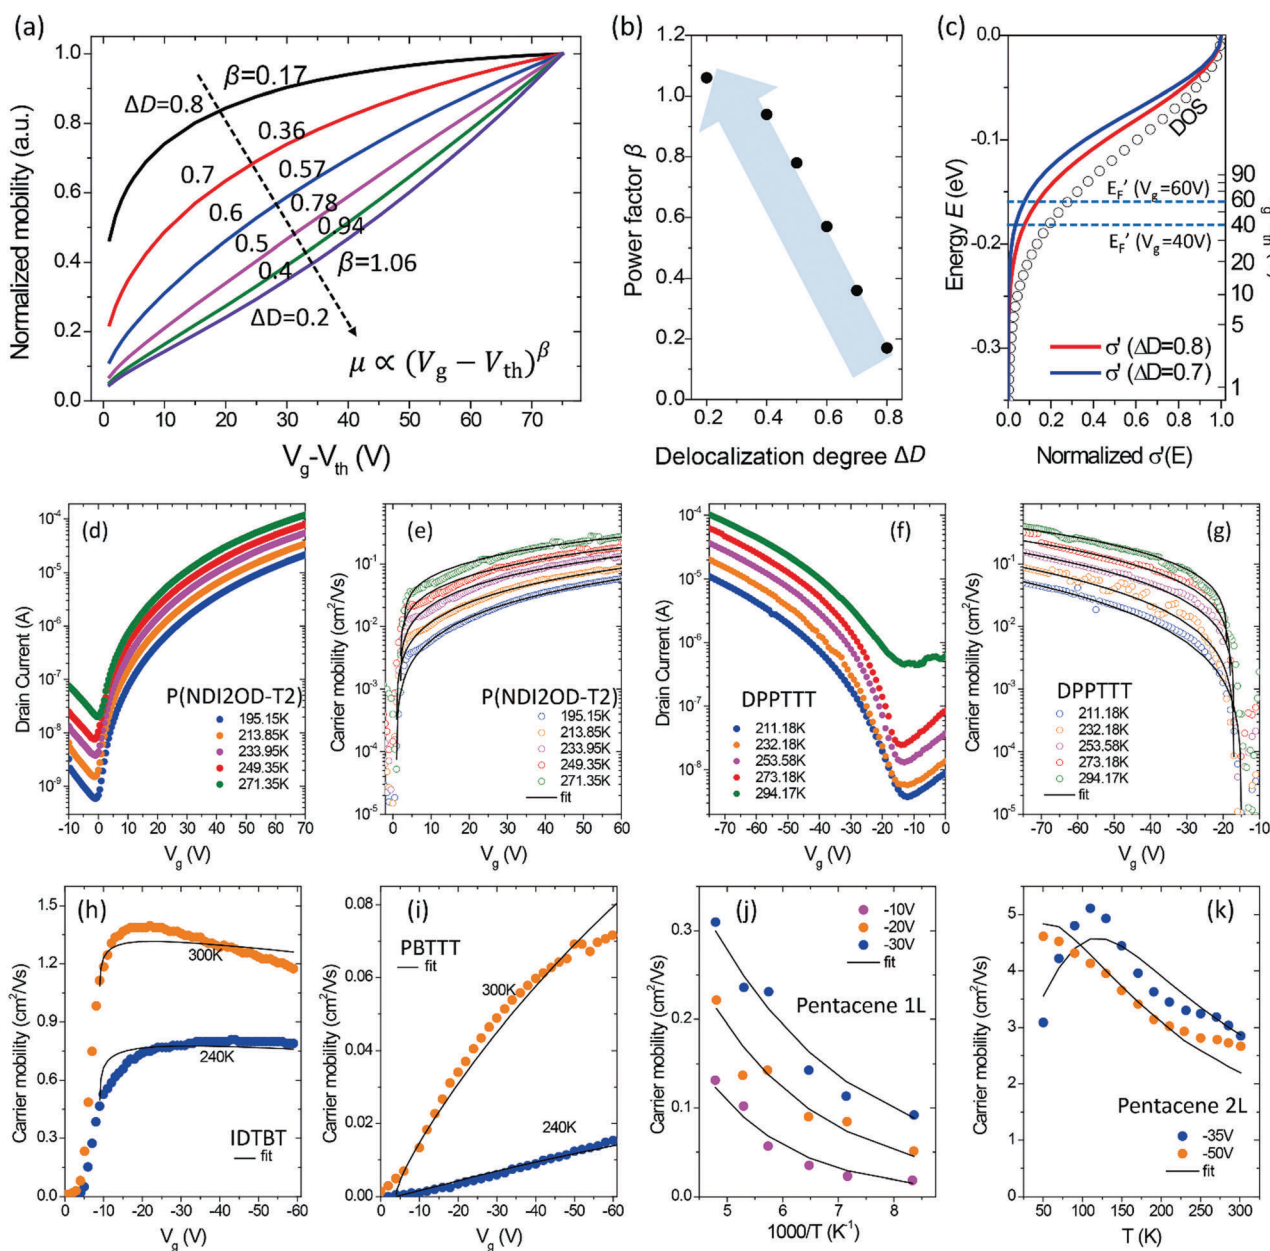 (a)
Normalized mobility (a.u.)
1.0
0.8
0.6
0.4
0.2
0.0
ΔD=0.8
β=0.17
0.7
0.36
0.6
0.57
0.5
0.78
0.4
0.94
ΔD=0.2
β=1.06
μ ∝ (Vg − Vth)^β
0 10 20 30 40 50 60 70
Vg-Vth (V)
(b)
Power factor β
1.2
1.0
0.8
0.6
0.4
0.2
0.0
0.2 0.4 0.6 0.8
Delocalization degree ΔD
(c)
Energy E (eV)
0.0
-0.1
-0.2
-0.3
DOS
EF' (Vg=60V)
EF' (Vg=40V)
90
60
40
20
10
5
1
σ' (ΔD=0.8)
σ' (ΔD=0.7)
0.0 0.2 0.4 0.6 0.8 1.0
Normalized σ'(E)
(d)
Drain Current (A)
10-4
10-5
10-6
10-7
10-8
10-9
P(NDI2OD-T2)
195.15K
213.85K
233.95K
249.35K
271.35K
-10 0 10 20 30 40 50 60 70
Vg (V)
(e)
Carrier mobility (cm2/Vs)
10-1
10-2
10-3
10-4
10-5
P(NDI2OD-T2)
195.15K
213.85K
233.95K
249.35K
271.35K
fit
0 10 20 30 40 50 60
Vg (V)
(f)
Drain Current (A)
10-4
10-5
10-6
10-7
10-8
DPPTTT
211.18K
232.18K
253.58K
273.18K
294.17K
-70 -60 -50 -40 -30 -20 -10 0
Vg (V)
(g)
Carrier mobility (cm2/Vs)
10-1
10-2
10-3
10-4
10-5
DPPTTT
211.18K
232.18K
253.58K
273.18K
294.17K
fit
-70 -60 -50 -40 -30 -20 -10
Vg (V)
(h)
Carrier mobility (cm2/Vs)
1.5
1.2
0.9
0.6
0.3
0.0
300K
240K
IDTBT
fit
0 -10 -20 -30 -40 -50 -60
Vg (V)
(i)
Carrier mobility (cm2/Vs)
0.08
0.06
0.04
0.02
0.00
PBTTT
fit
300K
240K
0 -10 -20 -30 -40 -50 -60
Vg (V)
(j)
Carrier mobility (cm2/Vs)
0.3
0.2
0.1
0.0
-10V
-20V
-30V
fit
Pentacene 1L
5 6 7 8
1000/T (K-1)
(k)
Carrier mobility (cm2/Vs)
6
5
4
3
2
1
0
Pentacene 2L
-35V
-50V
fit
50 100 150 200 250 300
T (K)